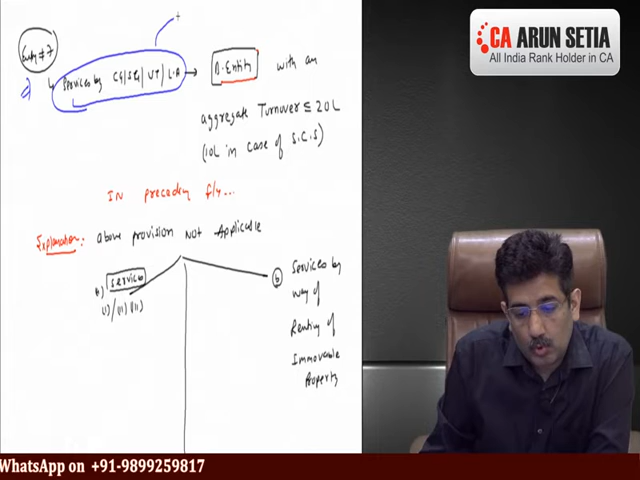 Entry # 7
CA ARUN SETIA
All India Rank Holder in CA
a) ↳ Services by CG/SG/UT/L.A → B.Entity with an
aggregate Turnover ≤ 20L
(10L in case of S.C.S)
IN preceding f/y...
Explanation: above provision Not Applicable
a) Services
(i)/(ii)/(iii)
(b) Services by
way of
Renting of
Immovable
Property
WhatsApp on +91-9899259817